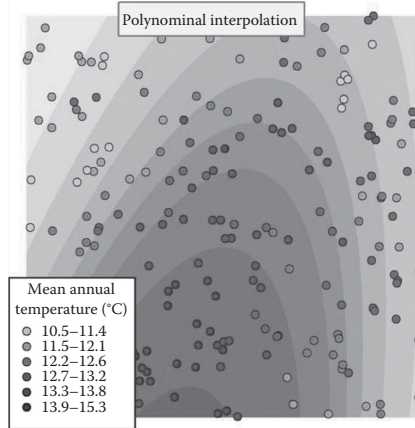 Polynominal interpolation
Mean annual
temperature (°C)
10.5–11.4
11.5–12.1
12.2–12.6
12.7–13.2
13.3–13.8
13.9–15.3